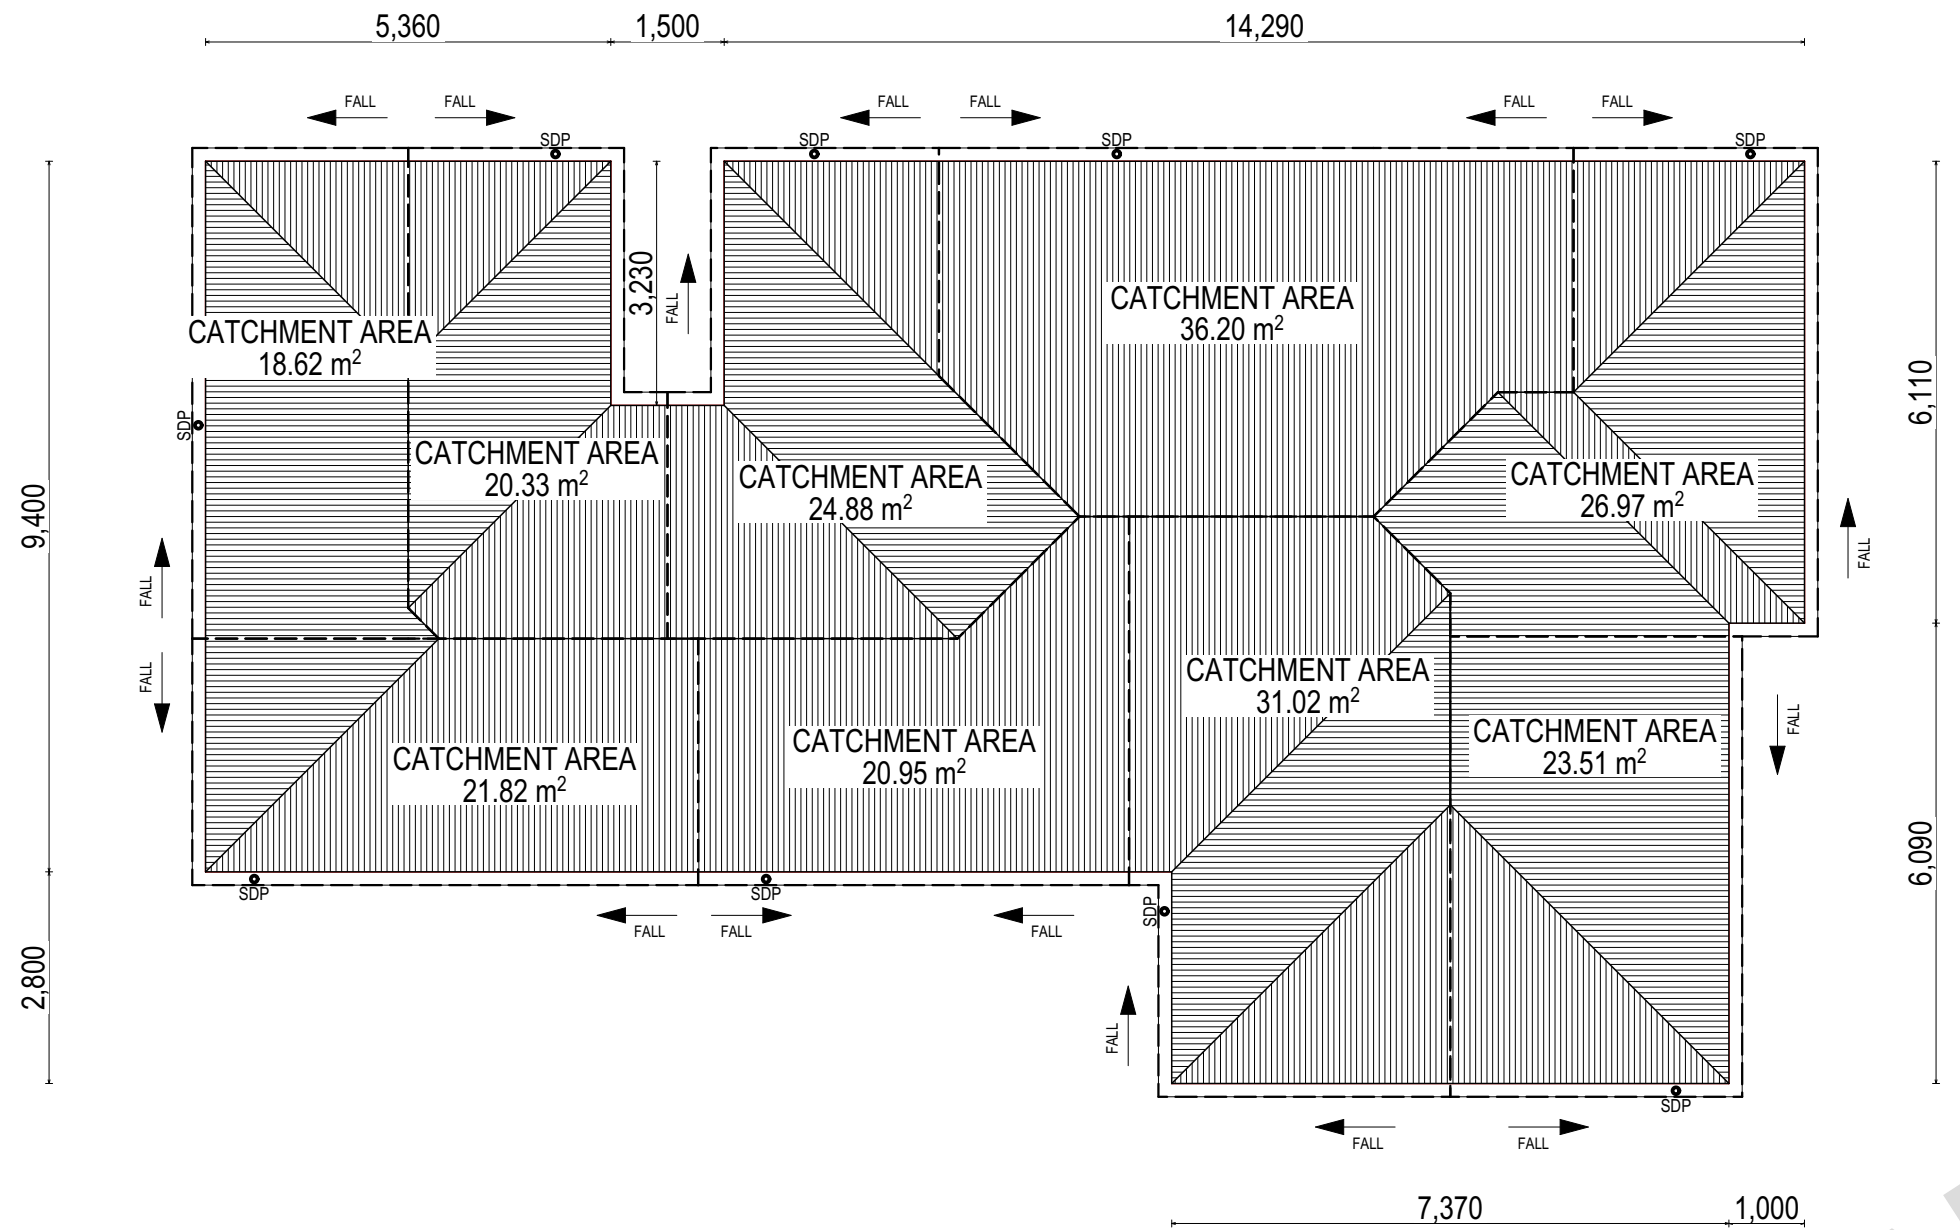 5,360
1,500
14,290
FALL
FALL
FALL
FALL
FALL
FALL
SDP
SDP
SDP
SDP
3,230
FALL
CATCHMENT AREA
36.20 m²
CATCHMENT AREA
18.62 m²
6,110
SDP
CATCHMENT AREA
20.33 m²
CATCHMENT AREA
24.88 m²
CATCHMENT AREA
26.97 m²
9,400
FALL
FALL
FALL
CATCHMENT AREA
31.02 m²
FALL
CATCHMENT AREA
23.51 m²
CATCHMENT AREA
20.95 m²
CATCHMENT AREA
21.82 m²
6,090
SDP
SDP
SDP
FALL
FALL
FALL
2,800
FALL
SDP
FALL
FALL
7,370
1,000